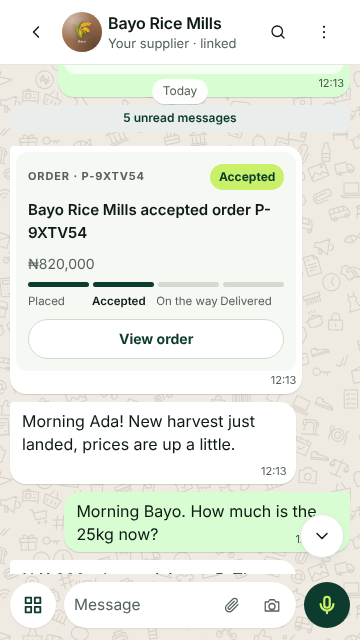 Bayo Rice Mills
Your supplier · linked
12:13
Today
5 unread messages
ORDER · P-9XTV54
Accepted
Bayo Rice Mills accepted order P-
9XTV54
₦820,000
Placed Accepted On the way Delivered
View order
12:13
Morning Ada! New harvest just
landed, prices are up a little.
12:13
Morning Bayo. How much is the
25kg now?
Message